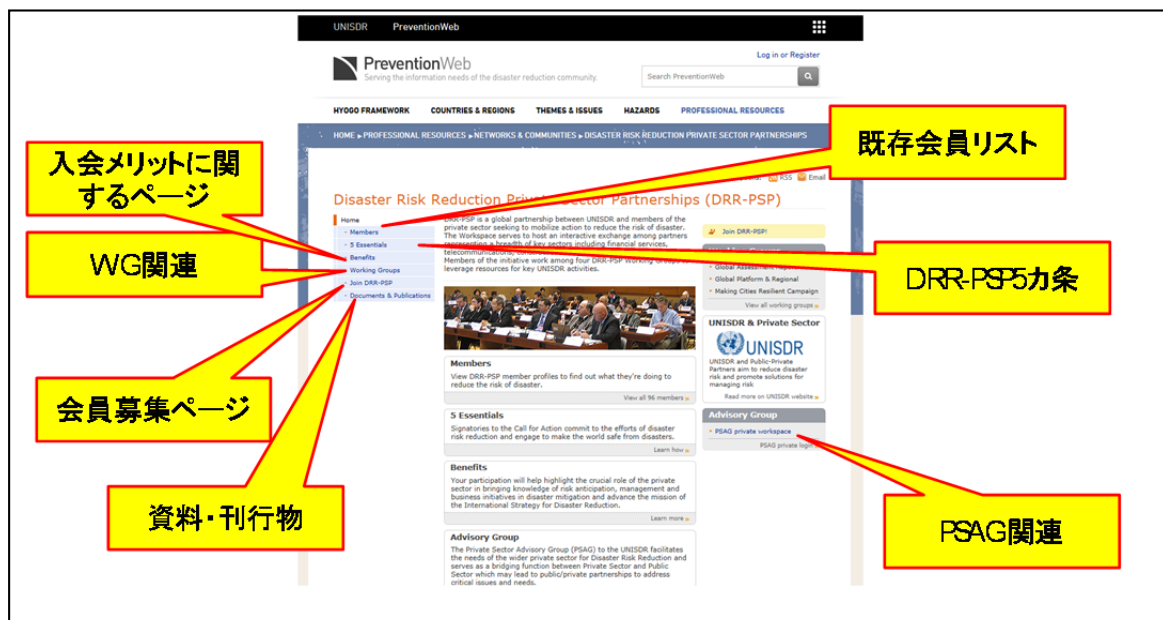 UNISDR PreventionWeb
Log in or Register
PreventionWeb
Serving the information needs of the disaster reduction community.
Search PreventionWeb
HYOGO FRAMEWORK COUNTRIES & REGIONS THEMES & ISSUES HAZARDS PROFESSIONAL RESOURCES
HOME PROFESSIONAL RESOURCES NETWORKS & COMMUNITIES DISASTER RISK REDUCTION PRIVATE SECTOR PARTNERSHIPS
既存会員リスト
入会メリットに関
するページ
RSS Email
Disaster Risk Reduction Private Sector Partnerships (DRR-PSP)
Home
- Members
- 5 Essentials
- Benefits
- Working Groups
- Join DRR-PSP
- Documents & Publications
WG関連
会員募集ページ
資料・刊行物
DRR-PSP is a global partnership between UNISDR and members of the
private sector seeking to mobilize action to reduce the risk of disaster.
The Workspace serves to host an interactive exchange among partners
representing a breadth of key sectors including financial services,
telecommunications,
Members of the initiative work among four DRR-PSP Working Groups to
leverage resources for key UNISDR activities.
Members
View DRR-PSP member profiles to find out what they're doing to
reduce the risk of disaster.
View all 96 members »
5 Essentials
Signatories to the Call for Action commit to the efforts of disaster
risk reduction and engage to make the world safe from disasters.
Learn how »
Benefits
Your participation will help highlight the crucial role of the private
sector in bringing knowledge of risk anticipation, management and
business initiatives in disaster mitigation and advance the mission of
the International Strategy for Disaster Reduction.
Learn more »
Advisory Group
The Private Sector Advisory Group (PSAG) to the UNISDR facilitates
the needs of the wider private sector for Disaster Risk Reduction and
serves as a bridging function between Private Sector and Public
Sector which may lead to public/private partnerships to address
critical issues and needs.
Join DRR-PSP!
Global Assessment
Global Platform & Regional
Making Cities Resilient Campaign
View all working groups »
DRR-PSP5カ条
UNISDR & Private Sector
UNISDR
UNISDR and Public-Private
Partners aim to reduce disaster
risk and promote solutions for
managing risk
Read more on UNISDR website »
Advisory Group
PSAG private workspace
PSAG private login
PSAG関連